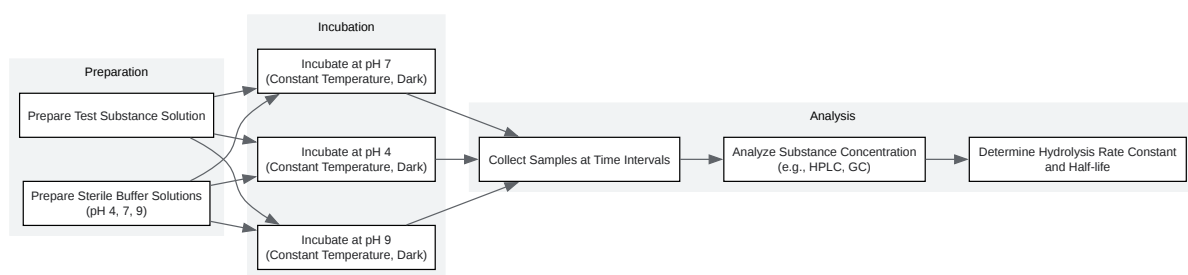 Preparation
Prepare Test Substance Solution
Prepare Sterile Buffer Solutions
(pH 4, 7, 9)
Incubation
Incubate at pH 7
(Constant Temperature, Dark)
Incubate at pH 4
(Constant Temperature, Dark)
Incubate at pH 9
(Constant Temperature, Dark)
Analysis
Collect Samples at Time Intervals
Analyze Substance Concentration
(e.g., HPLC, GC)
Determine Hydrolysis Rate Constant
and Half-life